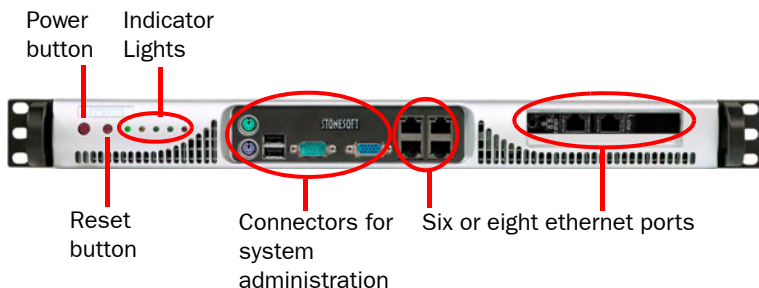 Power
button
Indicator
Lights
STONESOFT
Reset
button
Connectors for
system
administration
Six or eight ethernet ports